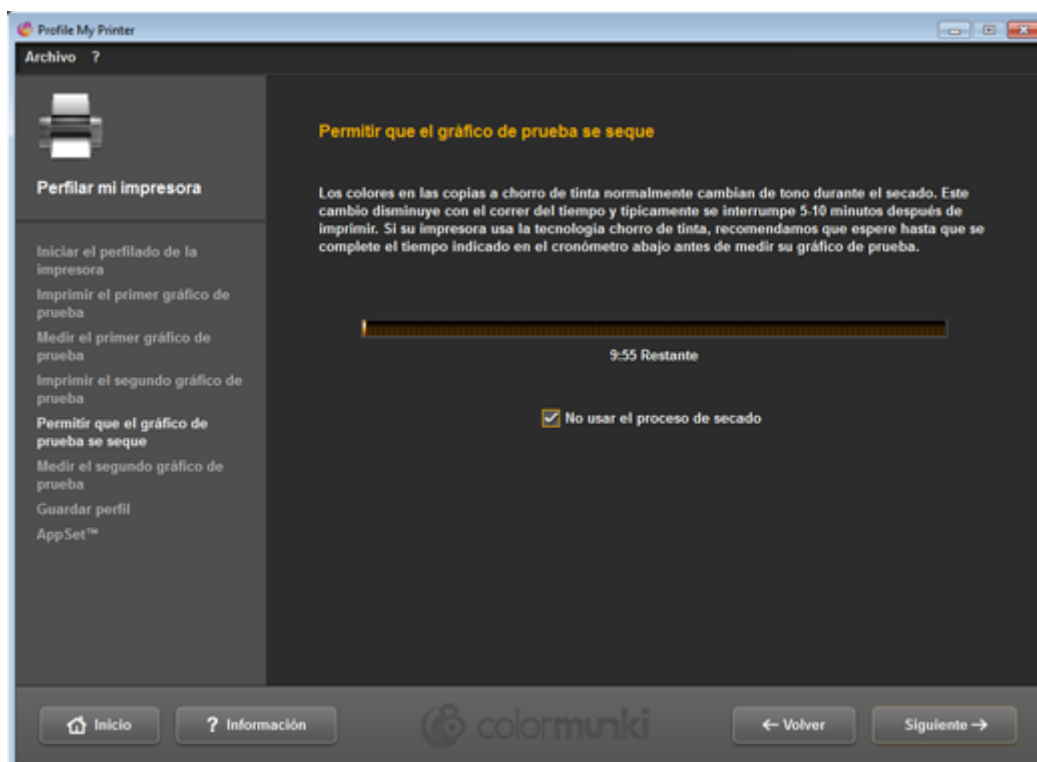 Profile My Printer
Archivo ?
Perfilar mi impresora
Iniciar el perfilado de la
impresora
Imprimir el primer gráfico de
prueba
Medir el primer gráfico de
prueba
Imprimir el segundo gráfico de
prueba
Permitir que el gráfico de
prueba se seque
Medir el segundo gráfico de
prueba
Guardar perfil
AppSet™
Permitir que el gráfico de prueba se seque
Los colores en las copias a chorro de tinta normalmente cambian de tono durante el secado. Este
cambio disminuye con el correr del tiempo y típicamente se interrumpe 5-10 minutos después de
imprimir. Si su impresora usa la tecnología chorro de tinta, recomendamos que espere hasta que se
complete el tiempo indicado en el cronómetro abajo antes de medir su gráfico de prueba.
9:55 Restante
No usar el proceso de secado
Inicio
? Información
colormunki
← Volver
Siguiente →